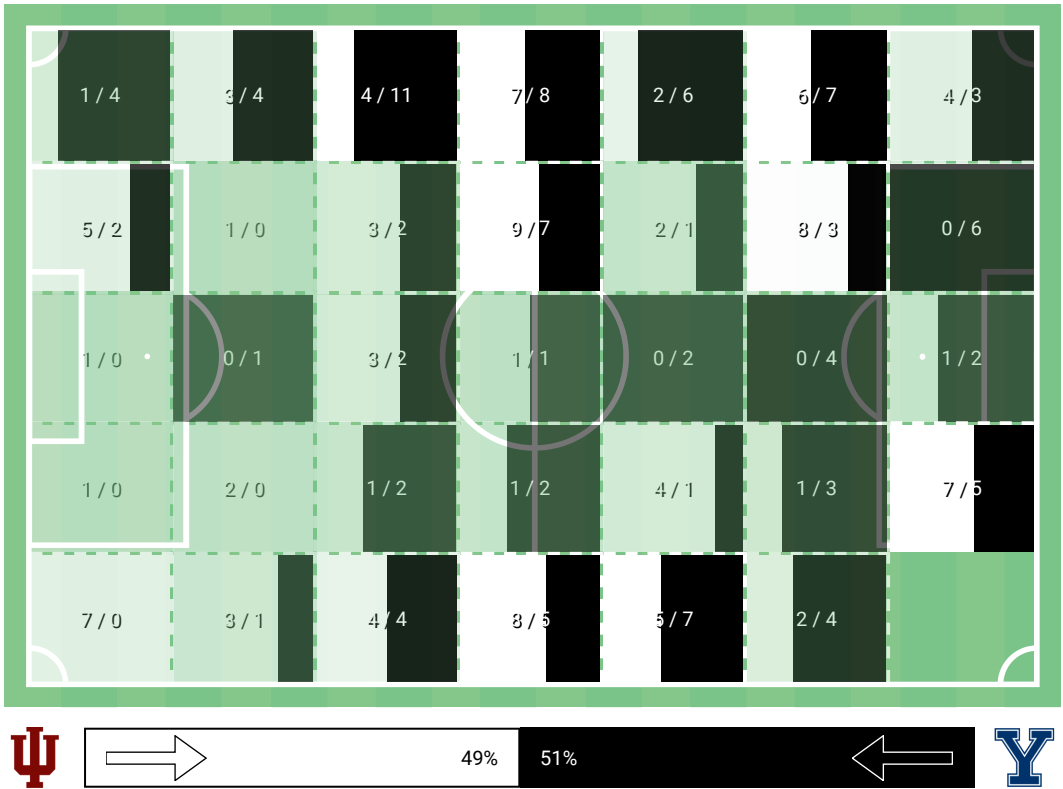 1 / 4 3 / 4 4 / 11 7 / 8 2 / 6 6 / 7 4 / 3
5 / 2 1 / 0 3 / 2 9 / 7 2 / 1 8 / 3 0 / 6
1 / 0 0 / 1 3 / 2 1 / 1 0 / 2 0 / 4 1 / 2
1 / 0 2 / 0 1 / 2 1 / 2 4 / 1 1 / 3 7 / 5
7 / 0 3 / 1 4 / 4 8 / 5 5 / 7 2 / 4
49% 51%